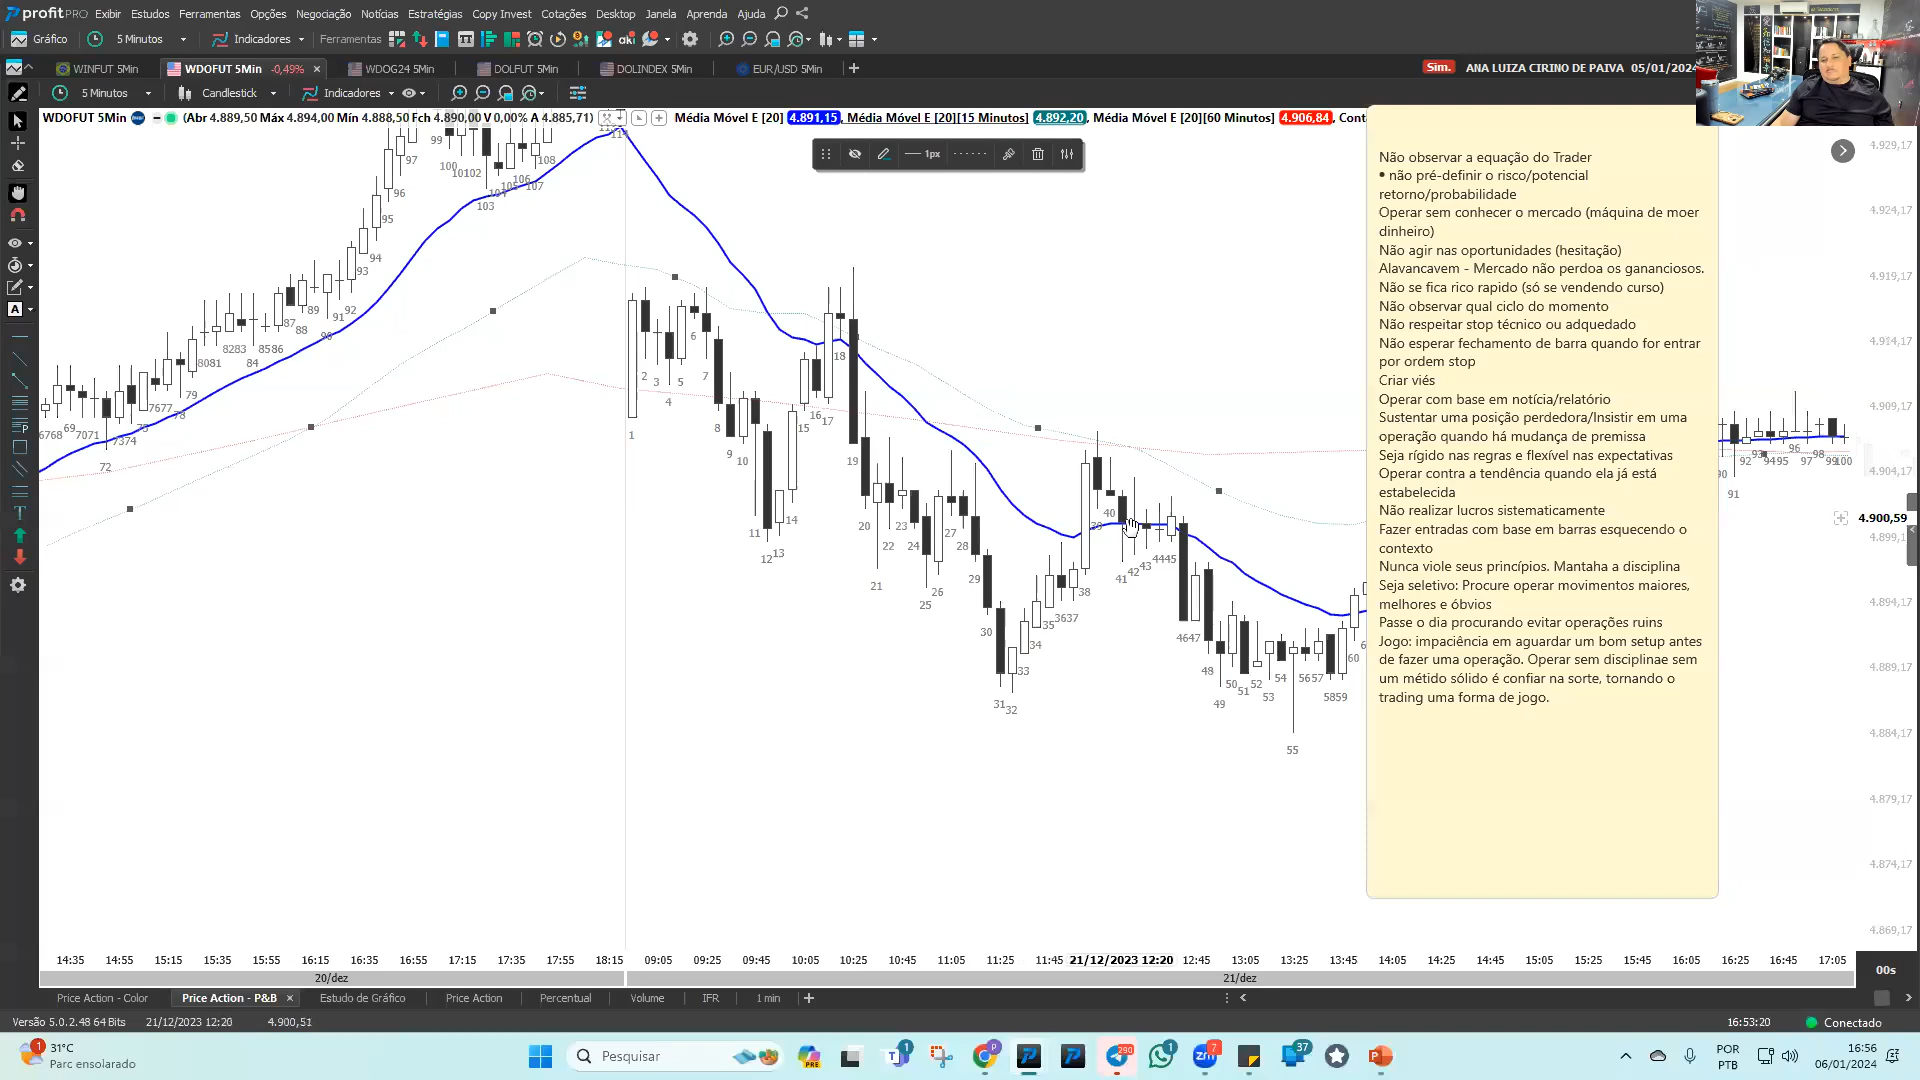 profitPRO Exibir Estudos Ferramentas Opções Negociação Notícias Estratégias Copy Invest Cotações Desktop Janela Aprenda Ajuda
Gráfico 5 Minutos Indicadores Ferramentas
WINFUT 5Min WDOFUT 5Min -0,49% × WDOG24 5Min DOLFUT 5Min DOLINDEX 5Min EUR/USD 5Min + Sim. ANA LUIZA CIRINO DE PAIVA 05/01/2024
5 Minutos Candlestick Indicadores
WDOFUT 5Min (Abr 4.889,50 Máx 4.894,00 Mín 4.888,50 Fch 4.890,00 V 0,00% A 4.885,71) Média Móvel E [20] 4.891,15, Média Móvel E [20][15 Minutos] 4.892,20, Média Móvel E [20][60 Minutos] 4.906,84, Cont
1px
Não observar a equação do Trader
• não pré-definir o risco/potencial
retorno/probabilidade
Operar sem conhecer o mercado (máquina de moer
dinheiro)
Não agir nas oportunidades (hesitação)
Alavancavem - Mercado não perdoa os gananciosos.
Não se fica rico rapido (só se vendendo curso)
Não observar qual ciclo do momento
Não respeitar stop técnico ou adquedado
Não esperar fechamento de barra quando for entrar
por ordem stop
Criar viés
Operar com base em notícia/relatório
Sustentar uma posição perdedora/Insistir em uma
operação quando há mudança de premissa
Seja rígido nas regras e flexível nas expectativas
Operar contra a tendência quando ela já está
estabelecida
Não realizar lucros sistematicamente
Fazer entradas com base em barras esquecendo o
contexto
Nunca viole seus princípios. Mantaha a disciplina
Seja seletivo: Procure operar movimentos maiores,
melhores e óbvios
Passe o dia procurando evitar operações ruins
Jogo: impaciência em aguardar um bom setup antes
de fazer uma operação. Operar sem disciplinae sem
um métido sólido é confiar na sorte, tornando o
trading uma forma de jogo.
4.929,17
4.924,17
4.919,17
4.914,17
4.909,17
4.904,17
4.900,59
4.894,17
4.889,17
4.884,17
4.879,17
4.874,17
4.869,17
14:35 14:55 15:15 15:35 15:55 16:15 16:35 16:55 17:15 17:35 17:55 18:15 09:05 09:25 09:45 10:05 10:25 10:45 11:05 11:25 11:45 21/12/2023 12:20 12:45 13:05 13:25 13:45 14:05 14:25 14:45 15:05 15:25 15:45 16:05 16:25 16:45 17:05
20/dez 21/dez
00s
Price Action - Color Price Action - P&B × Estudo de Gráfico Price Action Percentual Volume IFR 1 min +
Versão 5.0.2.48 64 Bits 21/12/2023 12:20 4.900,51 16:53:20 Conectado
31°C
Parc ensolarado
Pesquisar
POR
PTB
16:56
06/01/2024